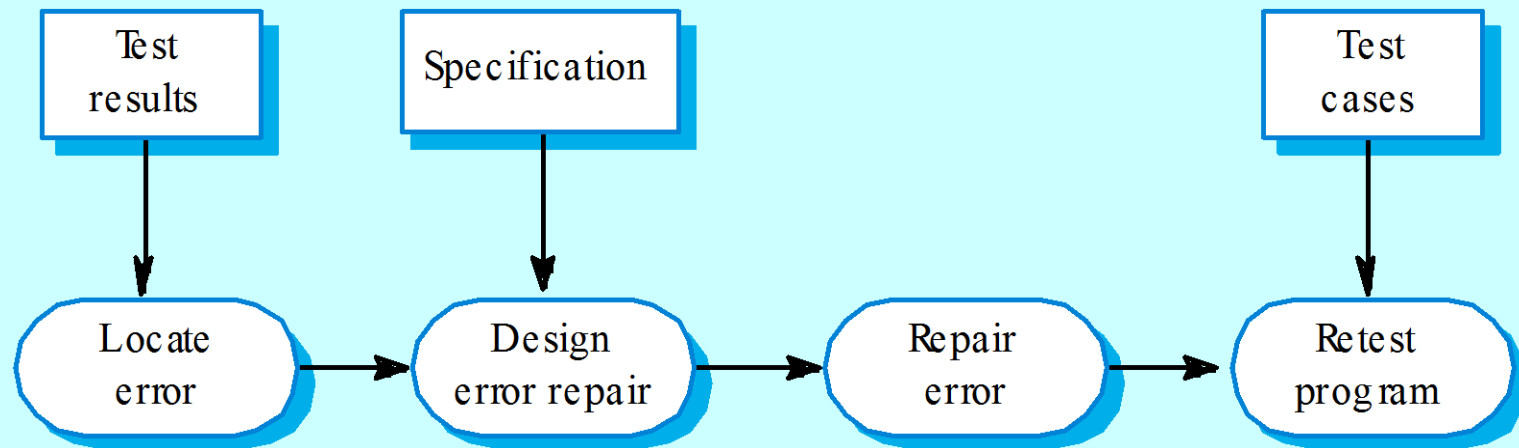 Test
results
Specification
Test
cases
Locate
error
Design
error repair
Repair
error
Retest
program